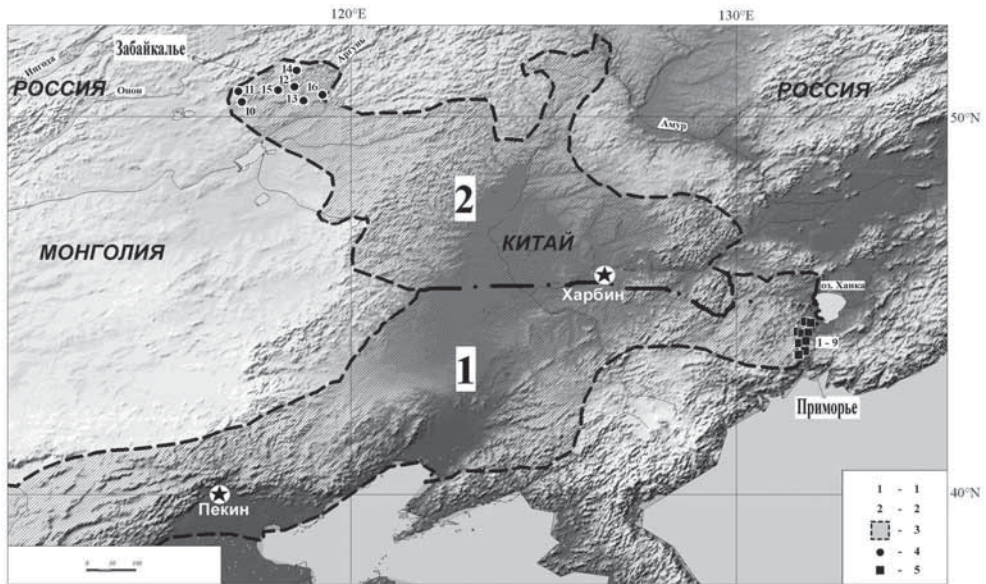 120°E 130°E
Забайкалье
Аргунь
Ингода
РОССИЯ
Онон
РОССИЯ
14
12
11 15 16
13
10
50°N
Амур
2
МОНГОЛИЯ
КИТАЙ
Харбин
оз. Ханка
1 - 9
1
Приморье
Пекин
40°N
1 - 1
2 - 2
- 3
- 4
- 5